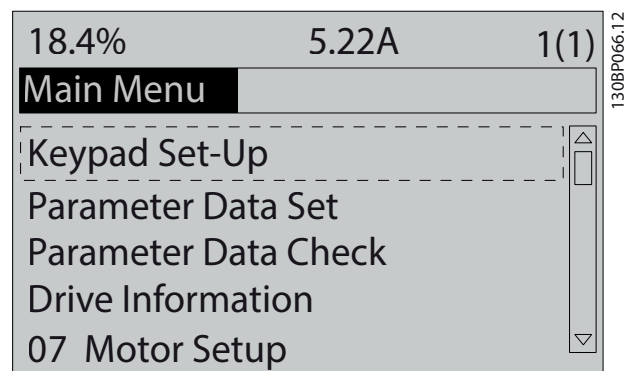 18.4% 5.22A 1(1)
Main Menu
Keypad Set-Up
Parameter Data Set
Parameter Data Check
Drive Information
07 Motor Setup
130BP066.12